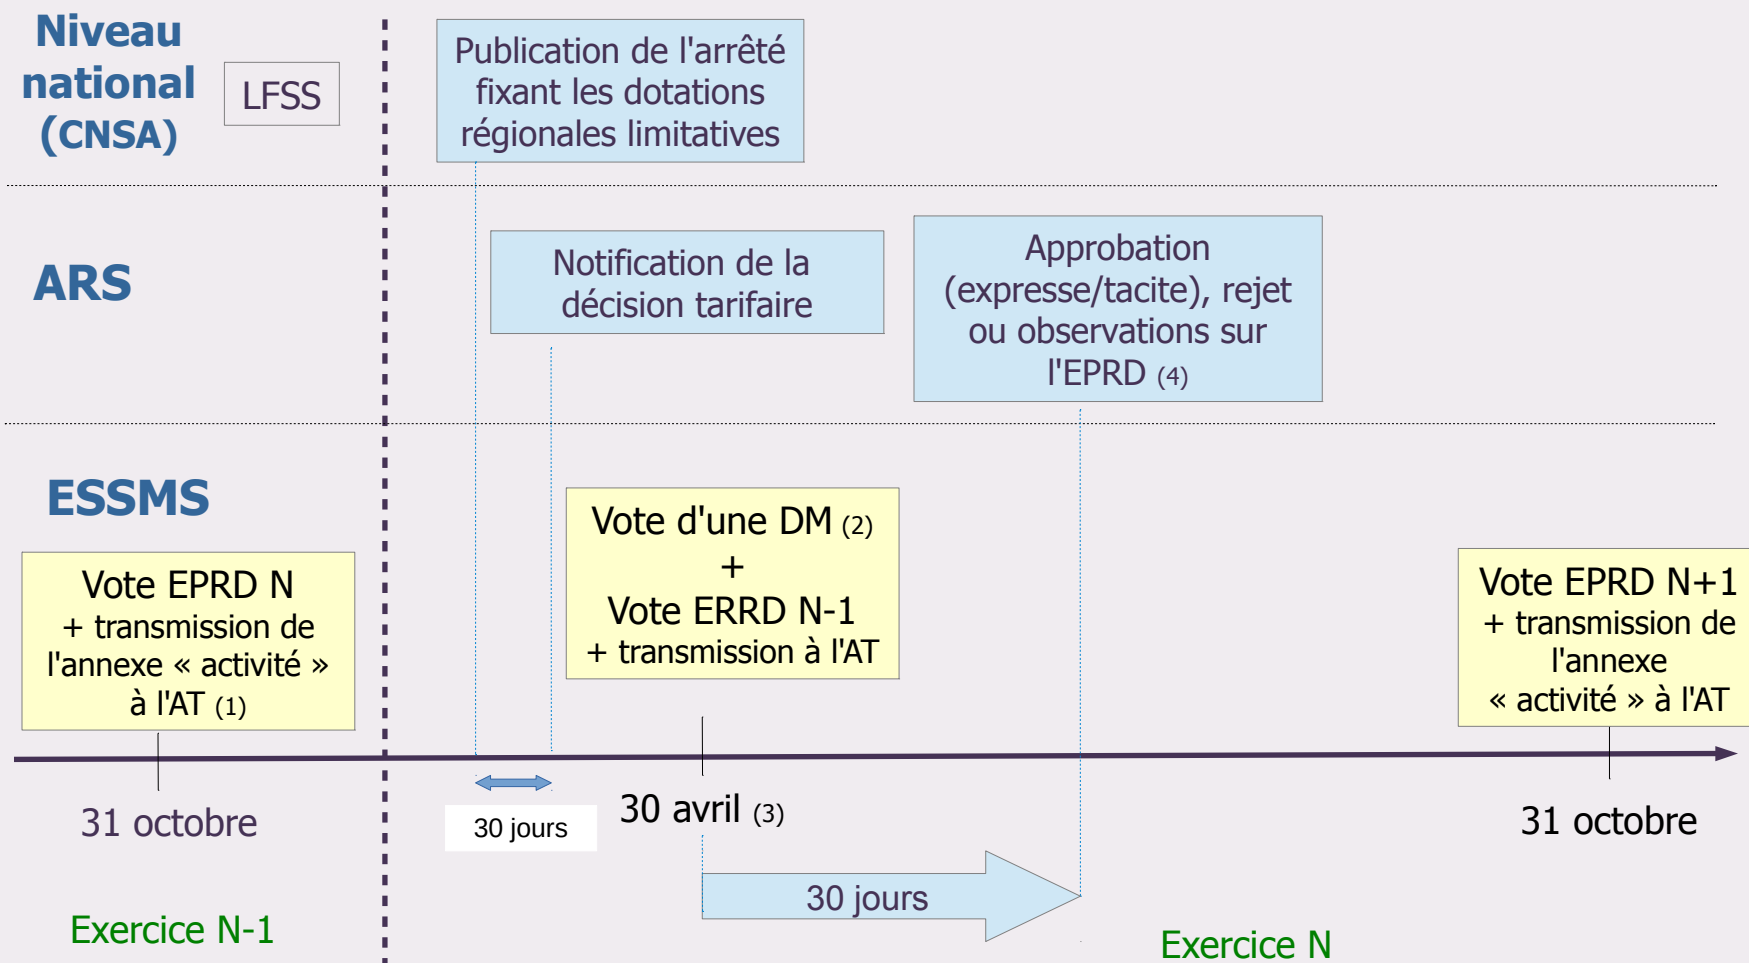 Niveau
national
(CNSA)
LFSS
Publication de l'arrêté
fixant les dotations
régionales limitatives
ARS
Notification de la
décision tarifaire
Approbation
(expresse/tacite), rejet
ou observations sur
l'EPRD (4)
ESSMS
Vote EPRD N
+ transmission de
l'annexe « activité »
à l'AT (1)
Vote d'une DM (2)
+
Vote ERRD N-1
+ transmission à l'AT
Vote EPRD N+1
+ transmission de
l'annexe
« activité » à l'AT
31 octobre
30 jours
30 avril (3)
31 octobre
30 jours
Exercice N-1
Exercice N